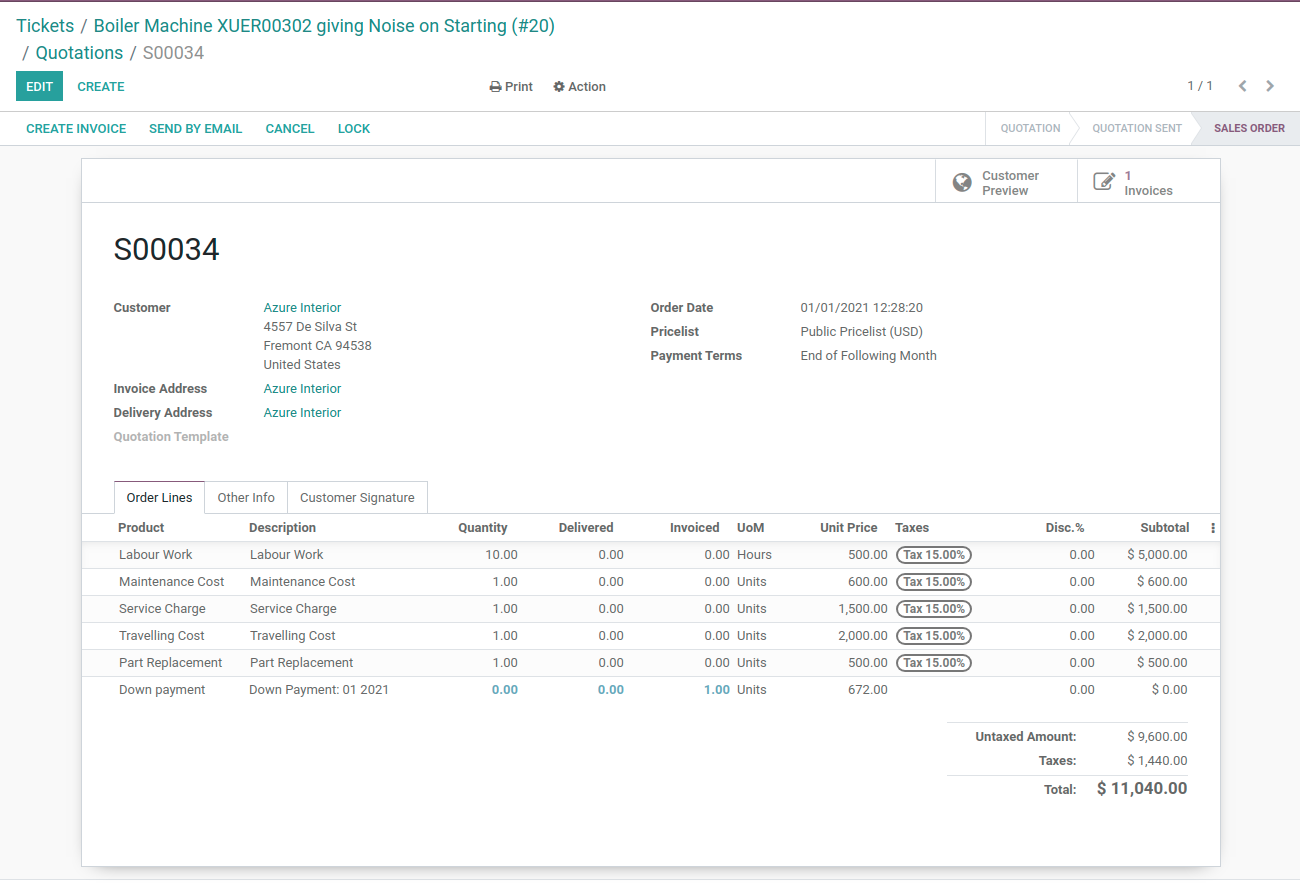 Tickets / Boiler Machine XUER00302 giving Noise on Starting (#20)
/ Quotations / S00034
EDIT CREATE Print Action 1 / 1
CREATE INVOICE SEND BY EMAIL CANCEL LOCK QUOTATION QUOTATION SENT SALES ORDER
Customer Preview
1 Invoices
S00034
Customer Azure Interior
4557 De Silva St
Fremont CA 94538
United States
Invoice Address Azure Interior
Delivery Address Azure Interior
Quotation Template
Order Date 01/01/2021 12:28:20
Pricelist Public Pricelist (USD)
Payment Terms End of Following Month
Order Lines Other Info Customer Signature
Product Description Quantity Delivered Invoiced UoM Unit Price Taxes Disc.% Subtotal
Labour Work Labour Work 10.00 0.00 0.00 Hours 500.00 Tax 15.00% 0.00 $ 5,000.00
Maintenance Cost Maintenance Cost 1.00 0.00 0.00 Units 600.00 Tax 15.00% 0.00 $ 600.00
Service Charge Service Charge 1.00 0.00 0.00 Units 1,500.00 Tax 15.00% 0.00 $ 1,500.00
Travelling Cost Travelling Cost 1.00 0.00 0.00 Units 2,000.00 Tax 15.00% 0.00 $ 2,000.00
Part Replacement Part Replacement 1.00 0.00 0.00 Units 500.00 Tax 15.00% 0.00 $ 500.00
Down payment Down Payment: 01 2021 0.00 0.00 1.00 Units 672.00 0.00 $ 0.00
Untaxed Amount: $ 9,600.00
Taxes: $ 1,440.00
Total: $ 11,040.00